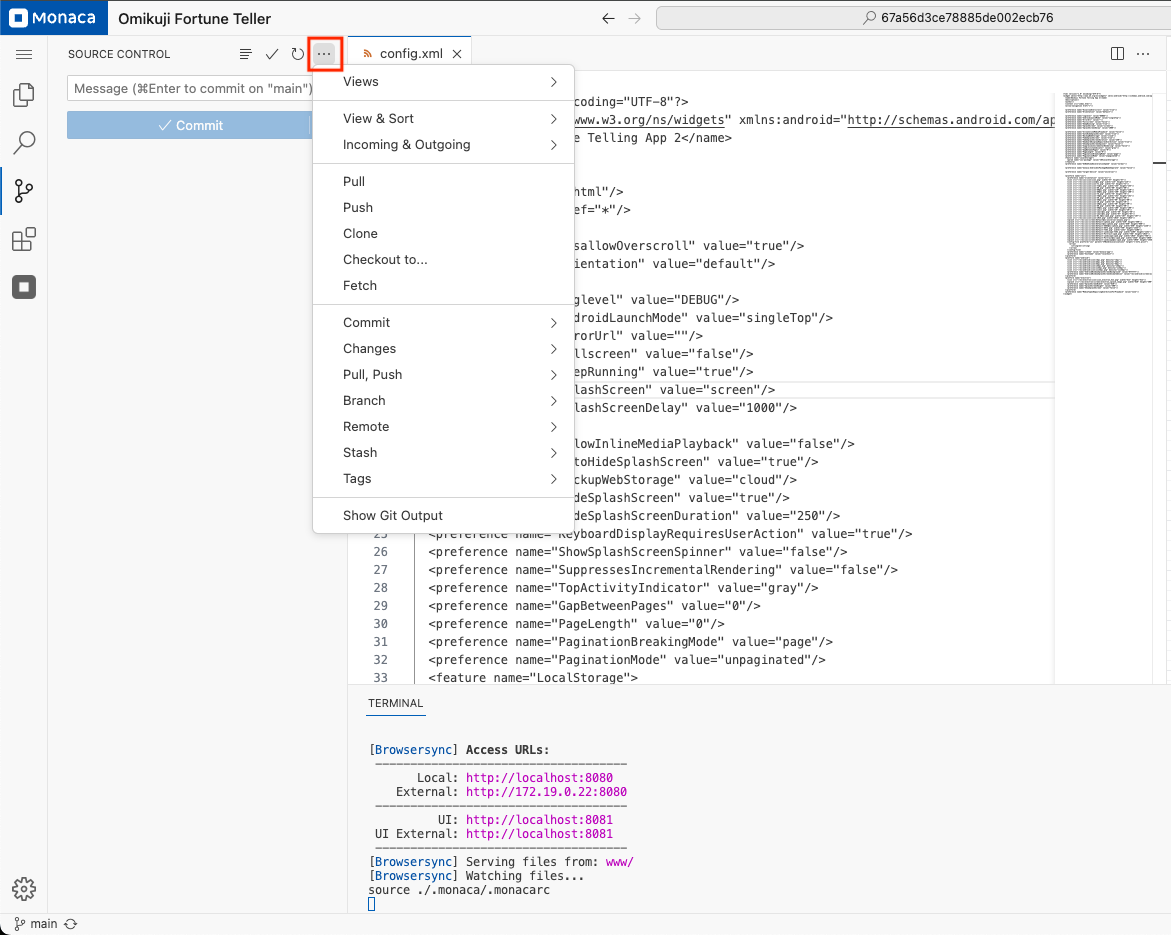 Monaca
Omikuji Fortune Teller
67a56d3ce78885de002ecb76
SOURCE CONTROL
config.xml
Message (⌘Enter to commit on "main")
Commit
Views
View & Sort
Incoming & Outgoing
Pull
Push
Clone
Checkout to...
Fetch
Commit
Changes
Pull, Push
Branch
Remote
Stash
Tags
Show Git Output
coding="UTF-8"?>
www.w3.org/ns/widgets" xmlns:android="http://schemas.android.com/ap
e Telling App 2</name>
html"/>
ef="*"/>
sallowOverscroll" value="true"/>
ientation" value="default"/>
glevel" value="DEBUG"/>
droidLaunchMode" value="singleTop"/>
rorUrl" value=""/>
llscreen" value="false"/>
epRunning" value="true"/>
lashScreen" value="screen"/>
lashScreenDelay" value="1000"/>
lowInlineMediaPlayback" value="false"/>
toHideSplashScreen" value="true"/>
ckupWebStorage" value="cloud"/>
deSplashScreen" value="true"/>
deSplashScreenDuration" value="250"/>
25 <preference name="KeyboardDisplayRequiresUserAction" value="true"/>
26 <preference name="ShowSplashScreenSpinner" value="false"/>
27 <preference name="SuppressesIncrementalRendering" value="false"/>
28 <preference name="TopActivityIndicator" value="gray"/>
29 <preference name="GapBetweenPages" value="0"/>
30 <preference name="PageLength" value="0"/>
31 <preference name="PaginationBreakingMode" value="page"/>
32 <preference name="PaginationMode" value="unpaginated"/>
33 <feature name="LocalStorage">
TERMINAL
[Browsersync] Access URLs:
-----------------------------------
Local: http://localhost:8080
External: http://172.19.0.22:8080
-----------------------------------
UI: http://localhost:8081
UI External: http://localhost:8081
-----------------------------------
[Browsersync] Serving files from: www/
[Browsersync] Watching files...
source ./.monaca/.monacarc
main